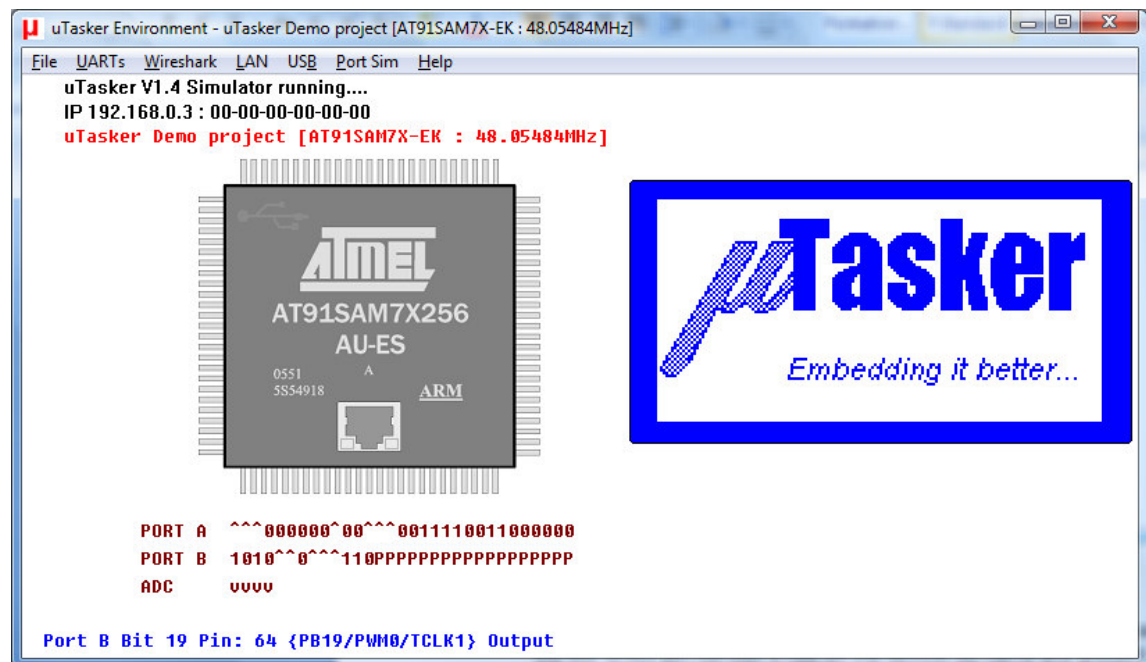 uTasker Environment - uTasker Demo project [AT91SAM7X-EK : 48.05484MHz]
File UARTs Wireshark LAN USB Port Sim Help
uTasker V1.4 Simulator running....
IP 192.168.0.3 : 00-00-00-00-00-00
uTasker Demo project [AT91SAM7X-EK : 48.05484MHz]
ATMEL
AT91SAM7X256
AU-ES
0551 A
5S54918 ARM
µTasker
Embedding it better...
PORT A ^^^000000^00^^^0011110011000000
PORT B 1010^^0^^^110PPPPPPPPPPPPPPPPPPP
ADC vvvv
Port B Bit 19 Pin: 64 {PB19/PWM0/TCLK1} Output